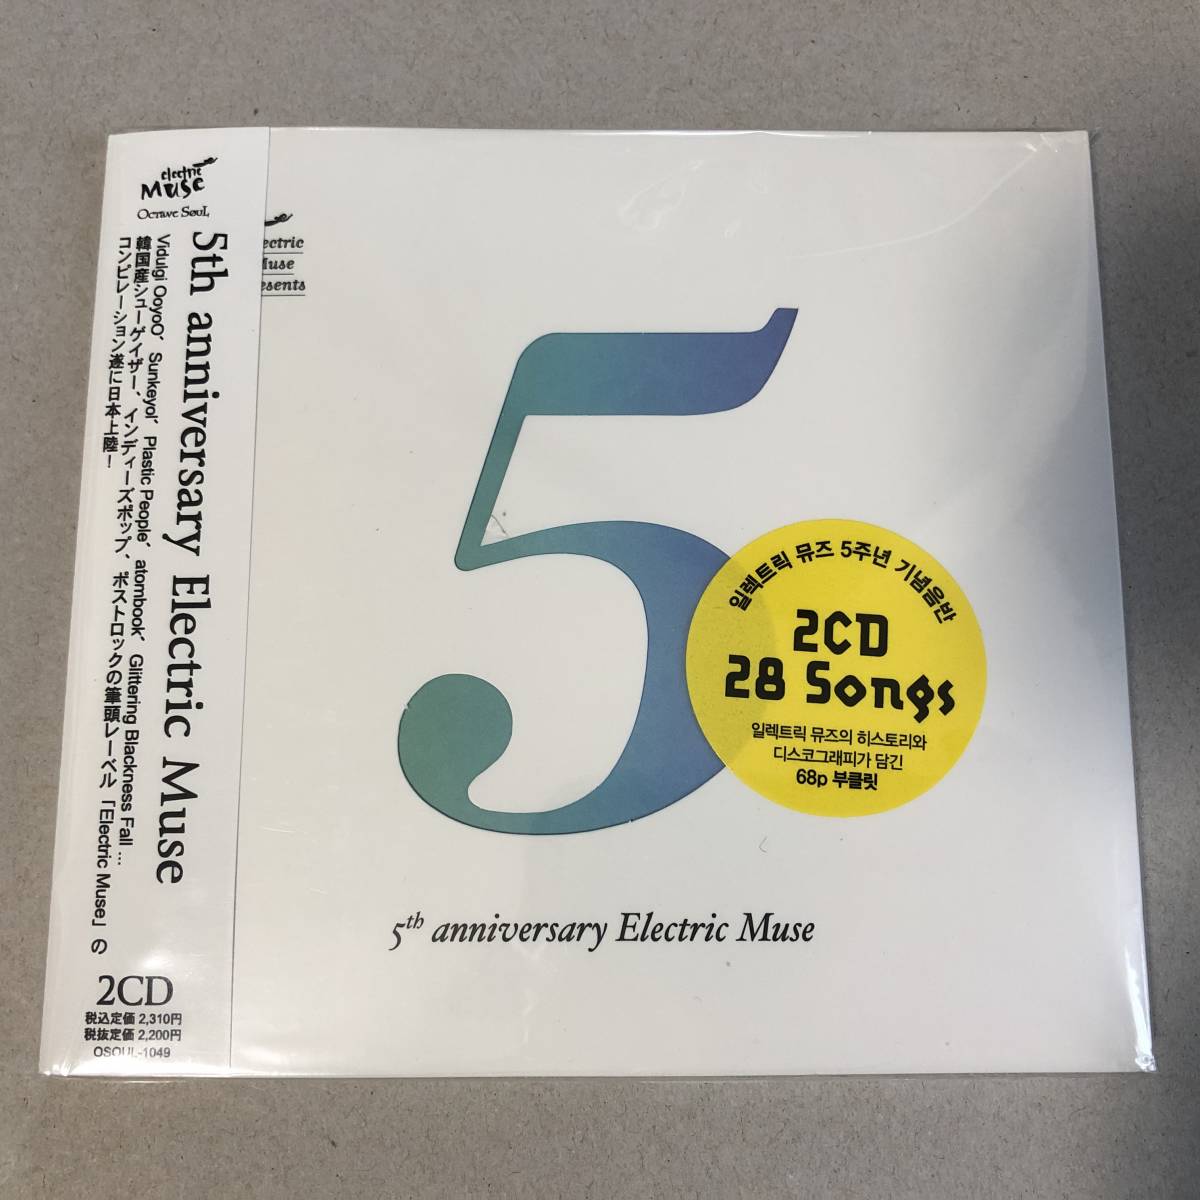 electric
Muse
Octave SouL
5th anniversary Electric Muse
Vidulgi OoyoO、Sunkeyol、Plastic People、atombook、Glittering Blackness Fall ...
韓国産シューゲイザー、インディーズポップ、ポストロックの筆頭レーベル「Electric Muse」の
コンピレーション遂に日本上陸！
2CD
税込定価 2,310円
税抜定価 2,200円
OSOUL-1049
ectric
Muse
esents
5
일렉트릭 뮤즈 5주년 기념음반
2CD
28 Songs
일렉트릭 뮤즈의 히스토리와
디스코그래피가 담긴
68p 부클릿
5th anniversary Electric Muse